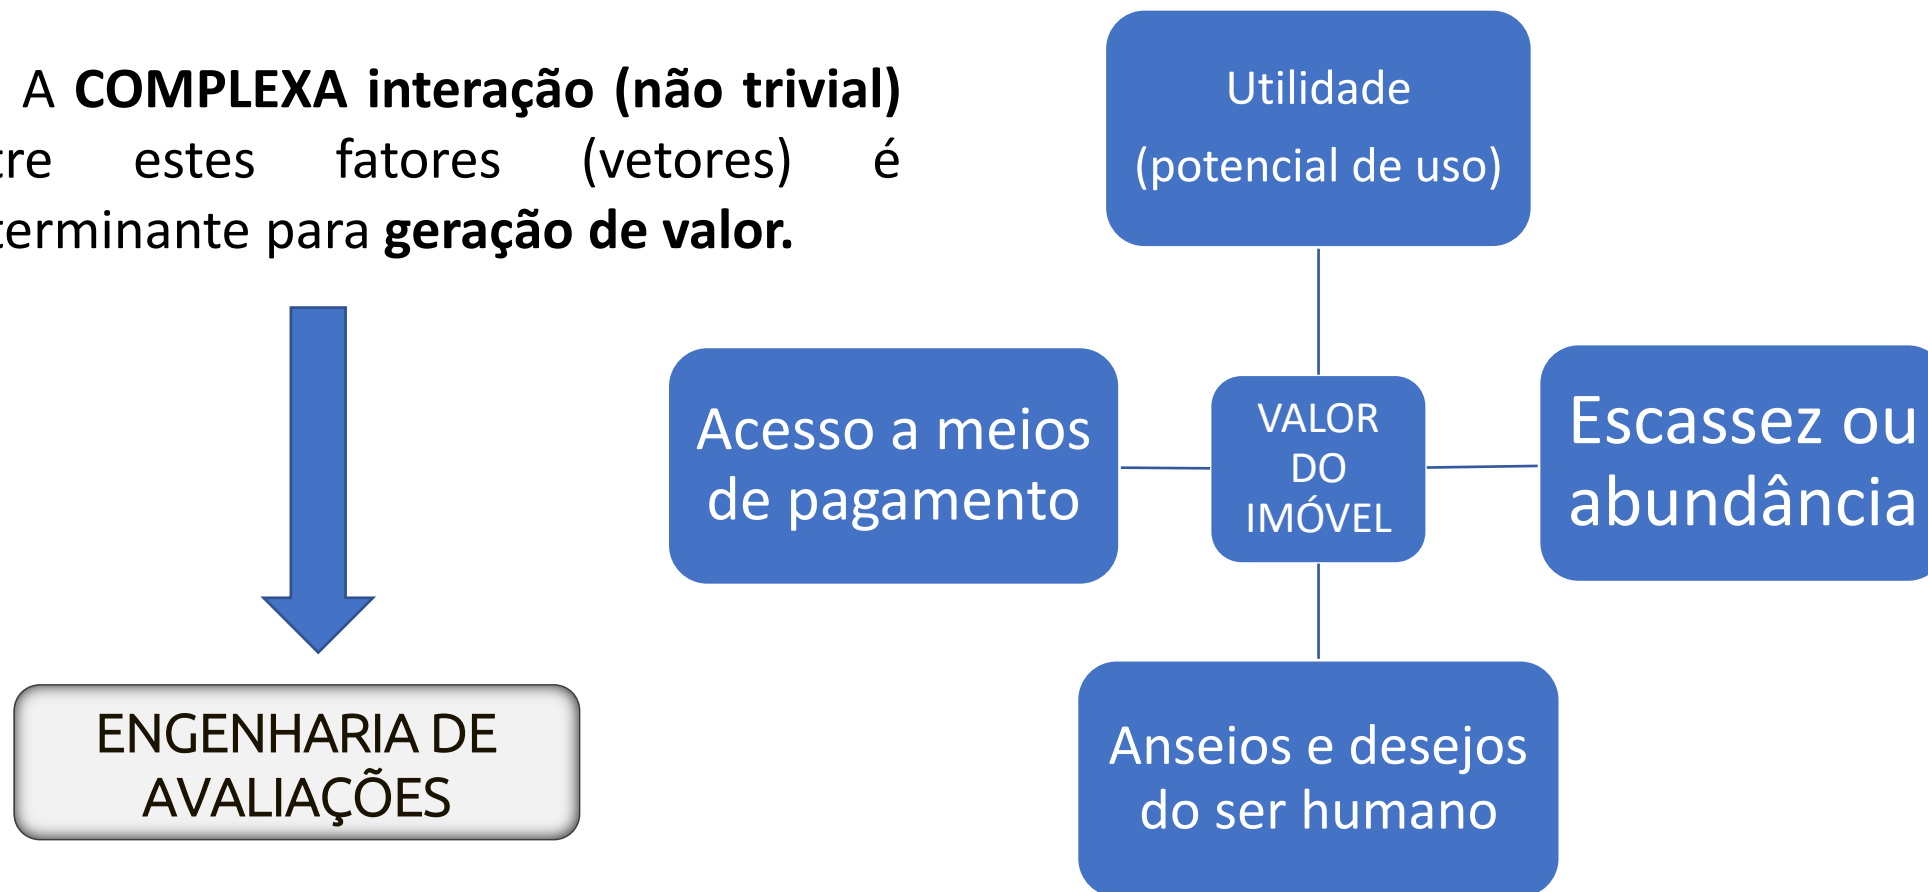 A COMPLEXA interação (não trivial)
tre estes fatores (vetores) é
terminante para geração de valor.
ENGENHARIA DE
AVALIAÇÕES
Utilidade
(potencial de uso)
Acesso a meios
de pagamento
VALOR
DO
IMÓVEL
Escassez ou
abundância
Anseios e desejos
do ser humano